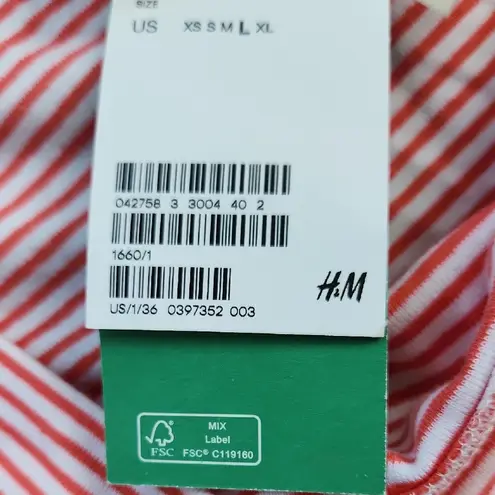 SIZE
US XS S M L XL
042758 3 3004 40 2
1660/1
H&M
US/1/36 0397352 003
MIX
Label
FSC FSC® C119160